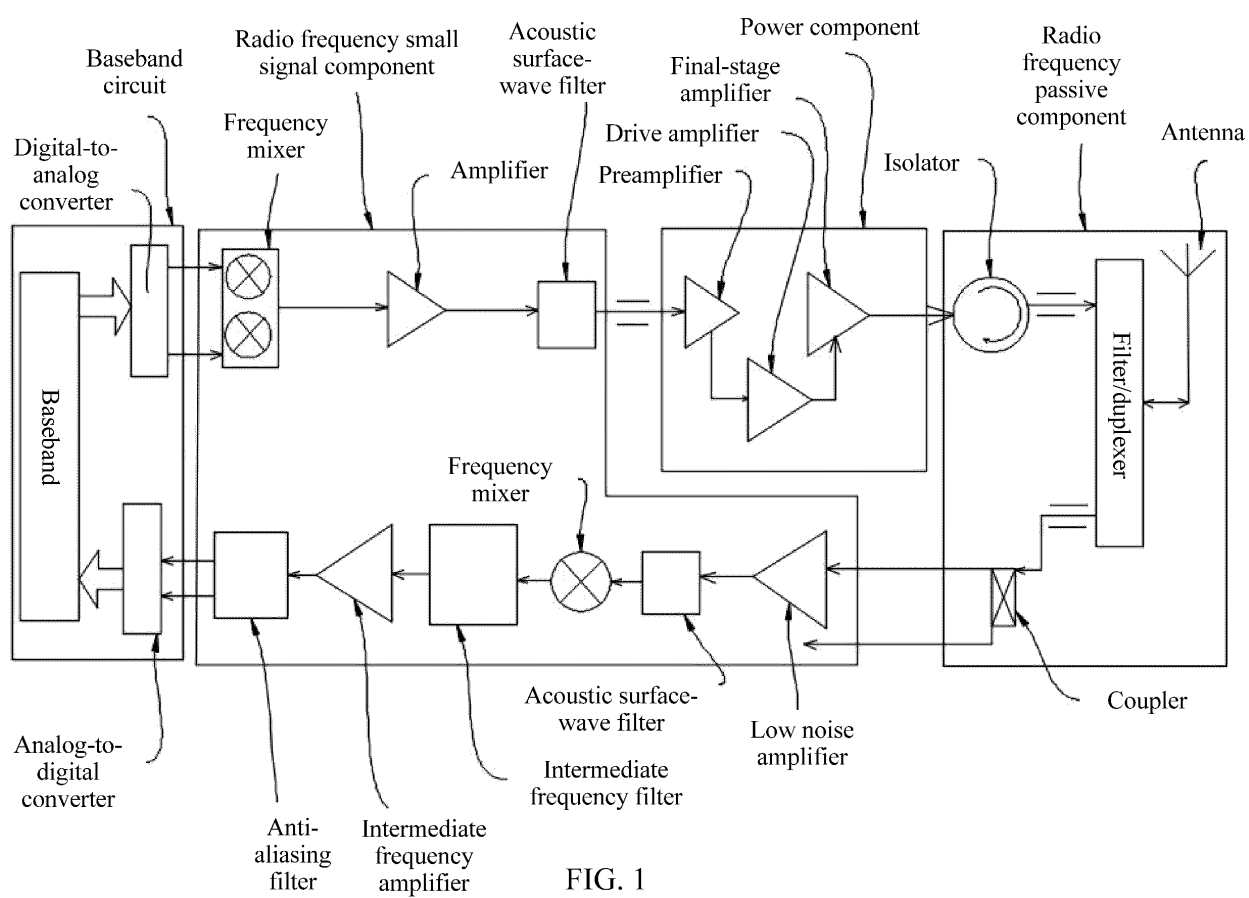 Baseband
circuit
Radio frequency small
signal component
Acoustic
surface-
wave filter
Power component
Radio
frequency
passive
component
Final-stage
amplifier
Antenna
Frequency
mixer
Drive amplifier
Digital-to-
analog
converter
Amplifier
Preamplifier
Isolator
Baseband
Filter/duplexer
Frequency
mixer
Acoustic surface-
wave filter
Low noise
amplifier
Coupler
Analog-to-
digital
converter
Intermediate
frequency filter
Anti-
aliasing
filter
Intermediate
frequency
amplifier
FIG. 1